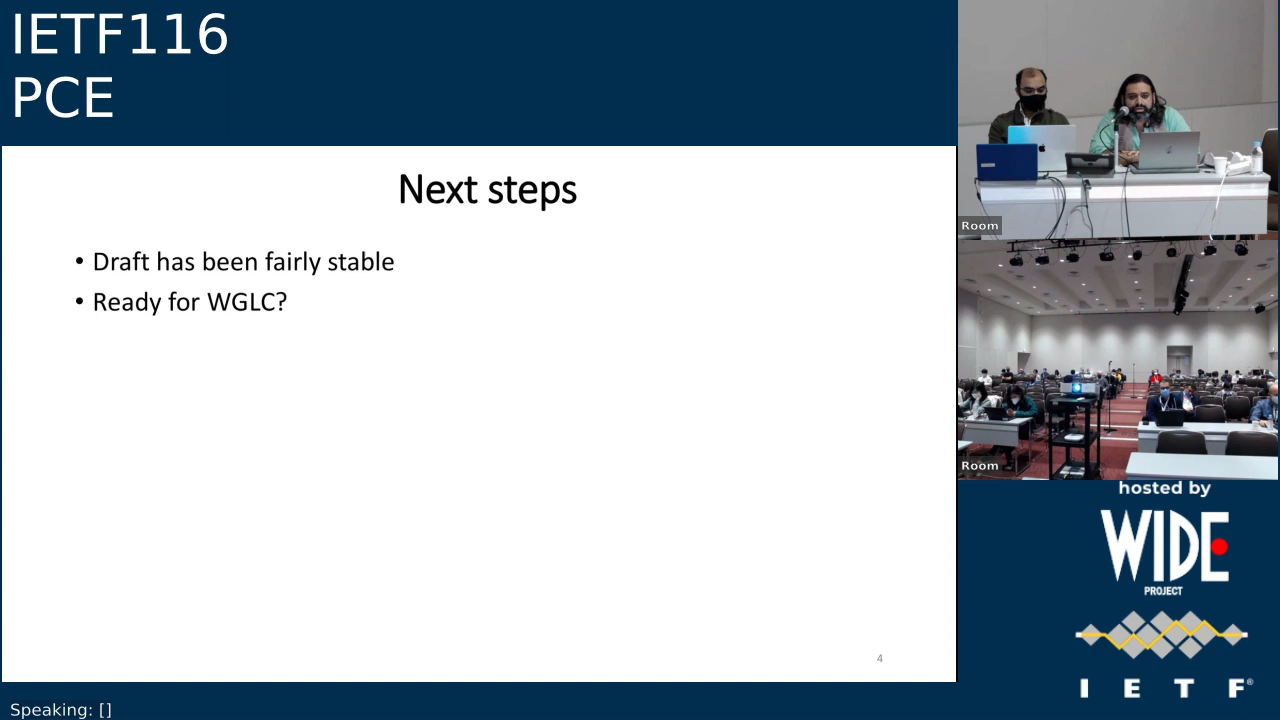 IETF116
PCE
Next steps
• Draft has been fairly stable
• Ready for WGLC?
4
Room
Room
hosted by
WIDE
PROJECT
IETF®
Speaking: []